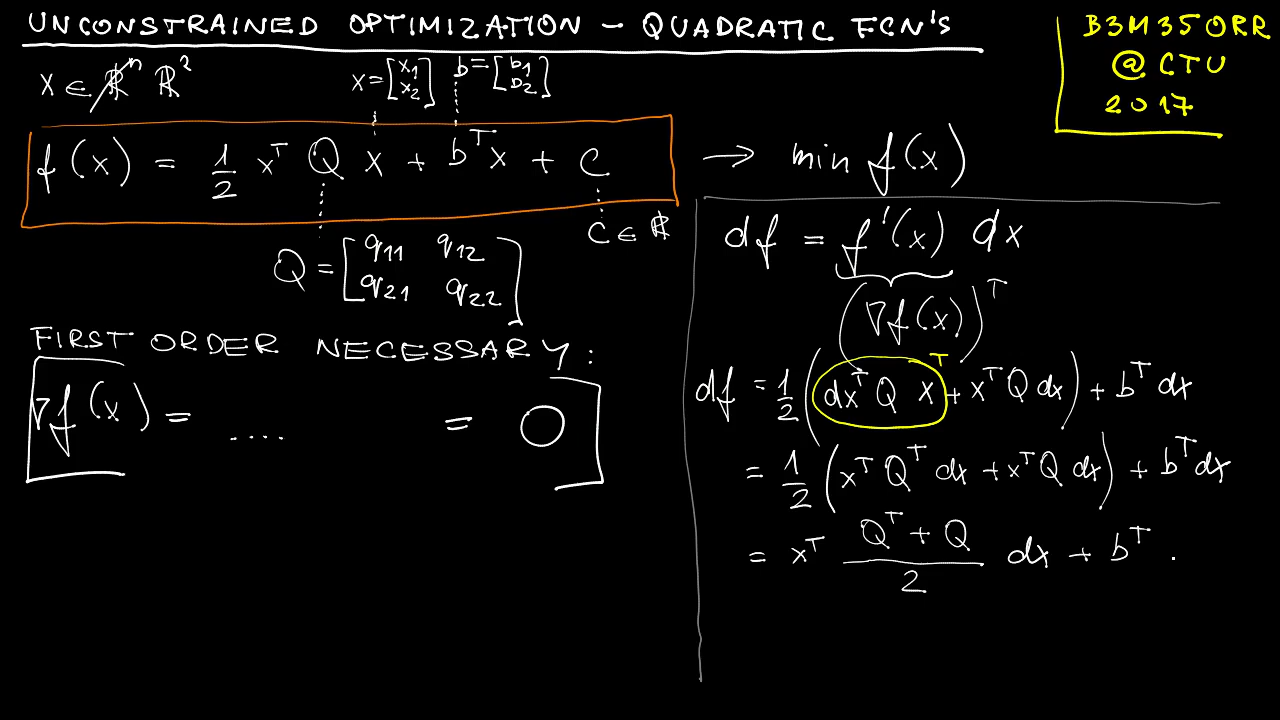 UNCONSTRAINED OPTIMIZATION – QUADRATIC FCN'S
B3M35ORR
@ CTU
2017
x ∈ ℝⁿ ℝ²
x = [x₁ x₂] b = [b₁ b₂]
f(x) = 1/2 xᵀ Q x + bᵀx + c
→ min f(x)
c ∈ ℝ
Q = [q₁₁ q₁₂
q₂₁ q₂₂]
FIRST ORDER NECESSARY:
∇f(x) = .... = 0
df = f'(x) dx
(∇f(x))ᵀ
df = 1/2 (dxᵀ Q x ᵀ + xᵀ Q dx) + bᵀ dx
= 1/2 (xᵀ Qᵀ dx + xᵀ Q dx) + bᵀ dx
= xᵀ (Qᵀ + Q)/2 dx + bᵀ .